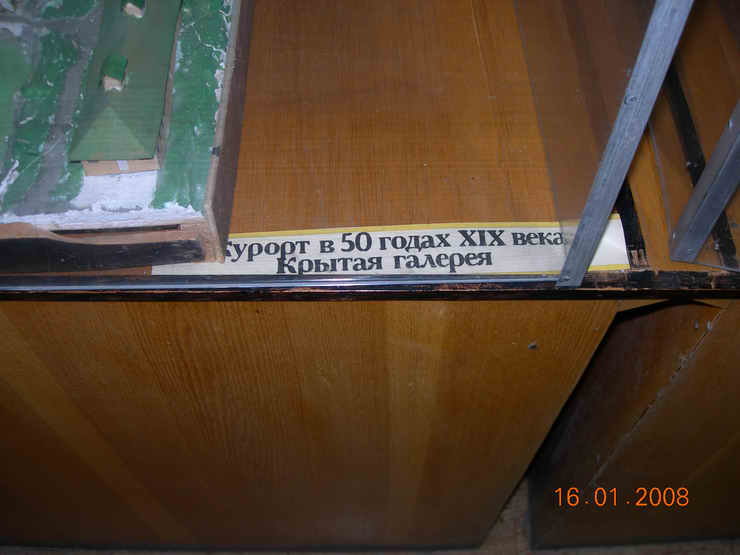 курорт в 50 годах XIX века
Крытая галерея
16.01.2008